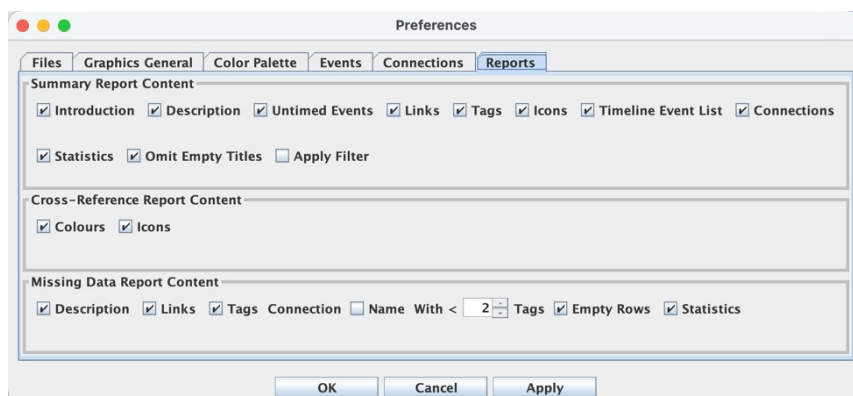 Preferences
Files Graphics General Color Palette Events Connections Reports
Summary Report Content
Introduction Description Untimed Events Links Tags Icons Timeline Event List Connections
Statistics Omit Empty Titles Apply Filter
Cross-Reference Report Content
Colours Icons
Missing Data Report Content
Description Links Tags Connection Name With < 2 Tags Empty Rows Statistics
OK Cancel Apply